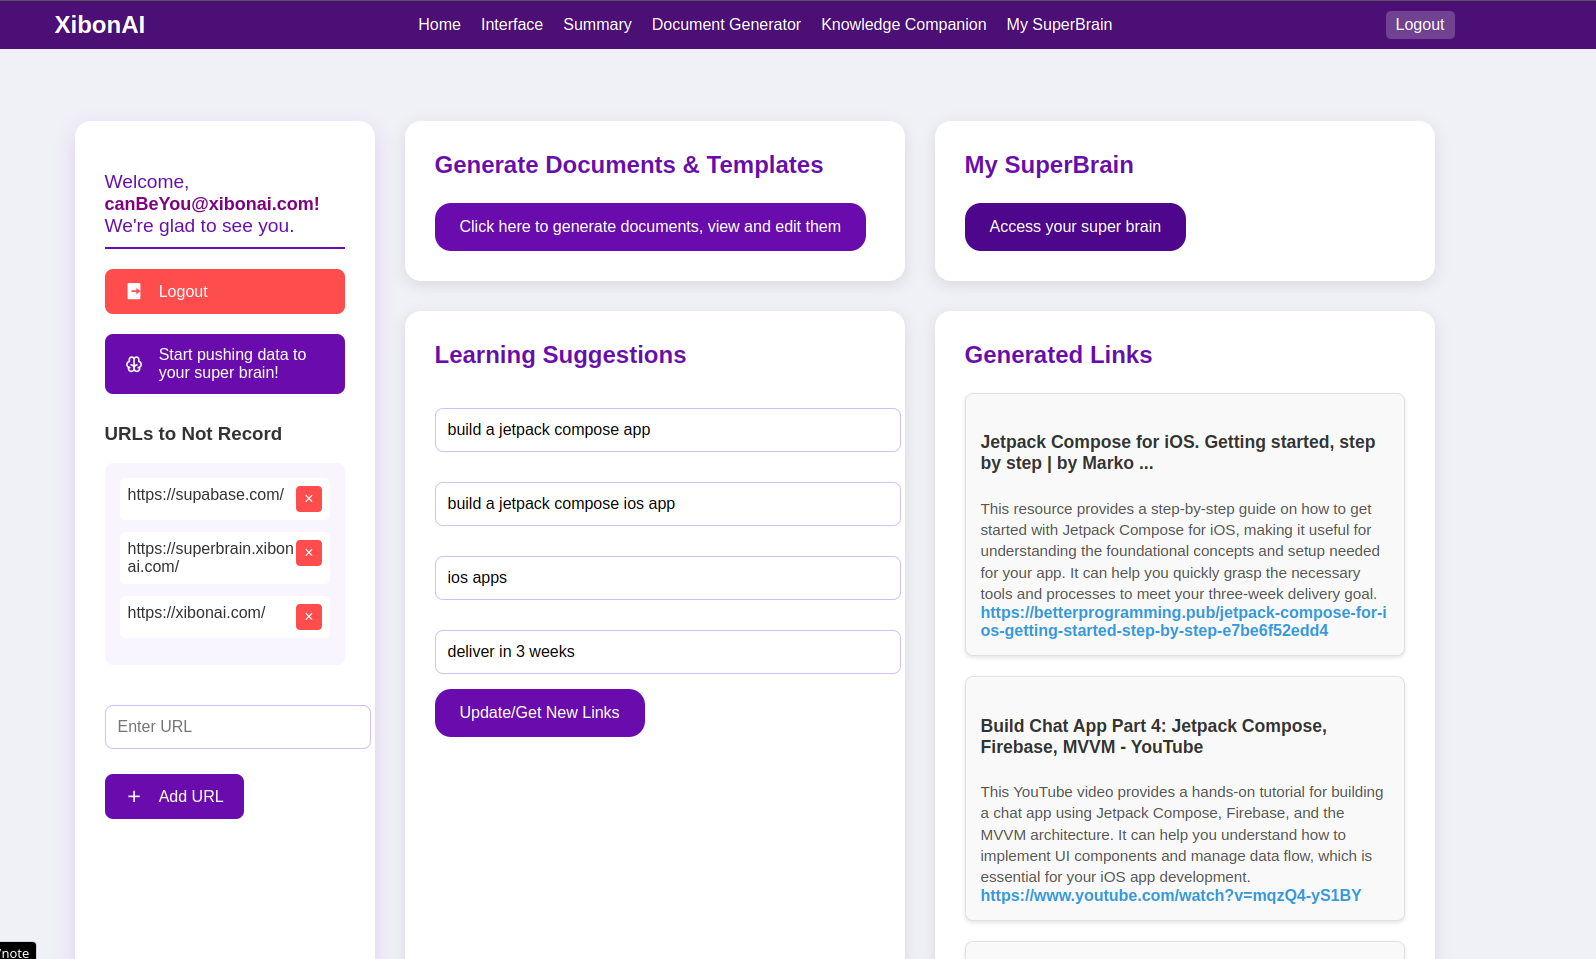 XibonAI
Home Interface Summary Document Generator Knowledge Companion My SuperBrain
Logout
Welcome,
canBeYou@xibonai.com!
We're glad to see you.
Logout
Start pushing data to
your super brain!
URLs to Not Record
https://supabase.com/
×
https://superbrain.xibon
ai.com/
×
https://xibonai.com/
×
Enter URL
+ Add URL
Generate Documents & Templates
Click here to generate documents, view and edit them
My SuperBrain
Access your super brain
Learning Suggestions
build a jetpack compose app
build a jetpack compose ios app
ios apps
deliver in 3 weeks
Update/Get New Links
Generated Links
Jetpack Compose for iOS. Getting started, step
by step | by Marko ...
This resource provides a step-by-step guide on how to get
started with Jetpack Compose for iOS, making it useful for
understanding the foundational concepts and setup needed
for your app. It can help you quickly grasp the necessary
tools and processes to meet your three-week delivery goal.
https://betterprogramming.pub/jetpack-compose-for-i
os-getting-started-step-by-step-e7be6f52edd4
Build Chat App Part 4: Jetpack Compose,
Firebase, MVVM - YouTube
This YouTube video provides a hands-on tutorial for building
a chat app using Jetpack Compose, Firebase, and the
MVVM architecture. It can help you understand how to
implement UI components and manage data flow, which is
essential for your iOS app development.
https://www.youtube.com/watch?v=mqzQ4-yS1BY
/note